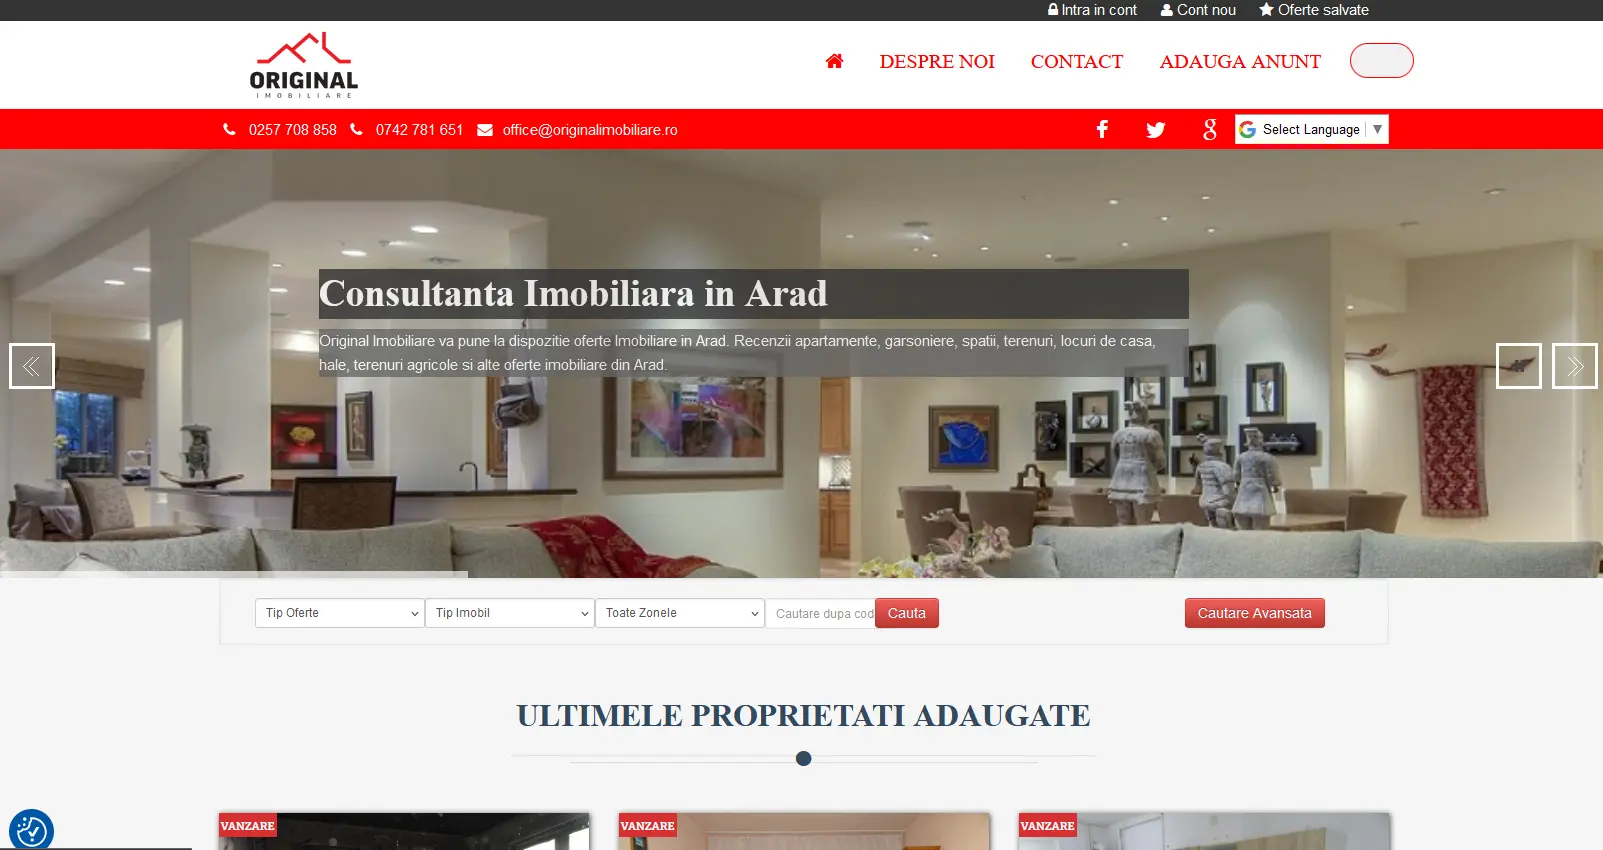 Intra in cont
Cont nou
Oferte salvate
ORIGINAL
IMOBILIARE
DESPRE NOI
CONTACT
ADAUGA ANUNT
0257 708 858
0742 781 651
office@originalimobiliare.ro
Select Language ▼
Consultanta Imobiliara in Arad
Original Imobiliare va pune la dispozitie oferte Imobiliare in Arad. Recenzii apartamente, garsoniere, spatii, terenuri, locuri de casa,
hale, terenuri agricole si alte oferte imobiliare din Arad.
Tip Oferte
Tip Imobil
Toate Zonele
Cautare dupa cod
Cauta
Cautare Avansata
ULTIMELE PROPRIETATI ADAUGATE
VANZARE
VANZARE
VANZARE